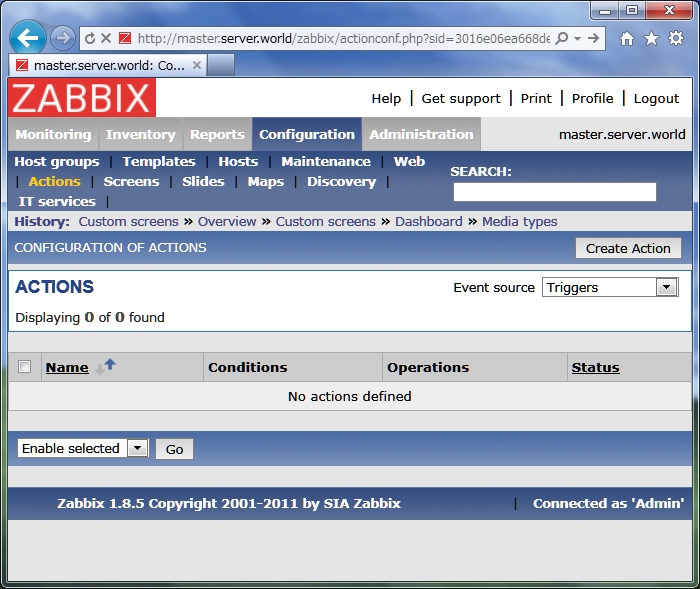 http://master.server.world/zabbix/actionconf.php?sid=3016e06ea668de
master.server.world: Co...
ZABBIX
Help | Get support | Print | Profile | Logout
Monitoring Inventory Reports Configuration Administration master.server.world
Host groups | Templates | Hosts | Maintenance | Web
| Actions | Screens | Slides | Maps | Discovery |
IT services |
SEARCH:
History: Custom screens » Overview » Custom screens » Dashboard » Media types
CONFIGURATION OF ACTIONS Create Action
ACTIONS Event source Triggers
Displaying 0 of 0 found
Name Conditions Operations Status
No actions defined
Enable selected Go
Zabbix 1.8.5 Copyright 2001-2011 by SIA Zabbix | Connected as 'Admin'